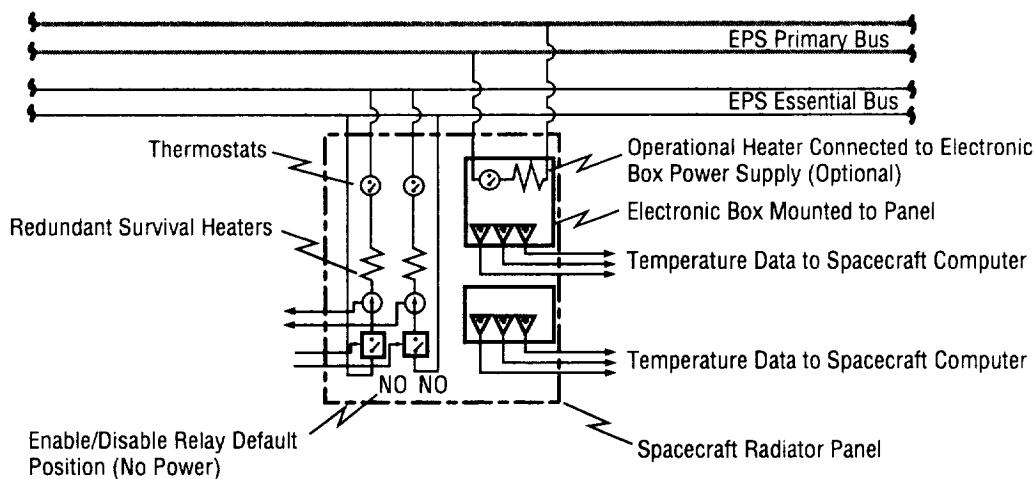 EPS Primary Bus
EPS Essential Bus
Thermostats
Operational Heater Connected to Electronic
Box Power Supply (Optional)
Redundant Survival Heaters
Electronic Box Mounted to Panel
Temperature Data to Spacecraft Computer
Temperature Data to Spacecraft Computer
NO NO
Enable/Disable Relay Default
Position (No Power)
Spacecraft Radiator Panel